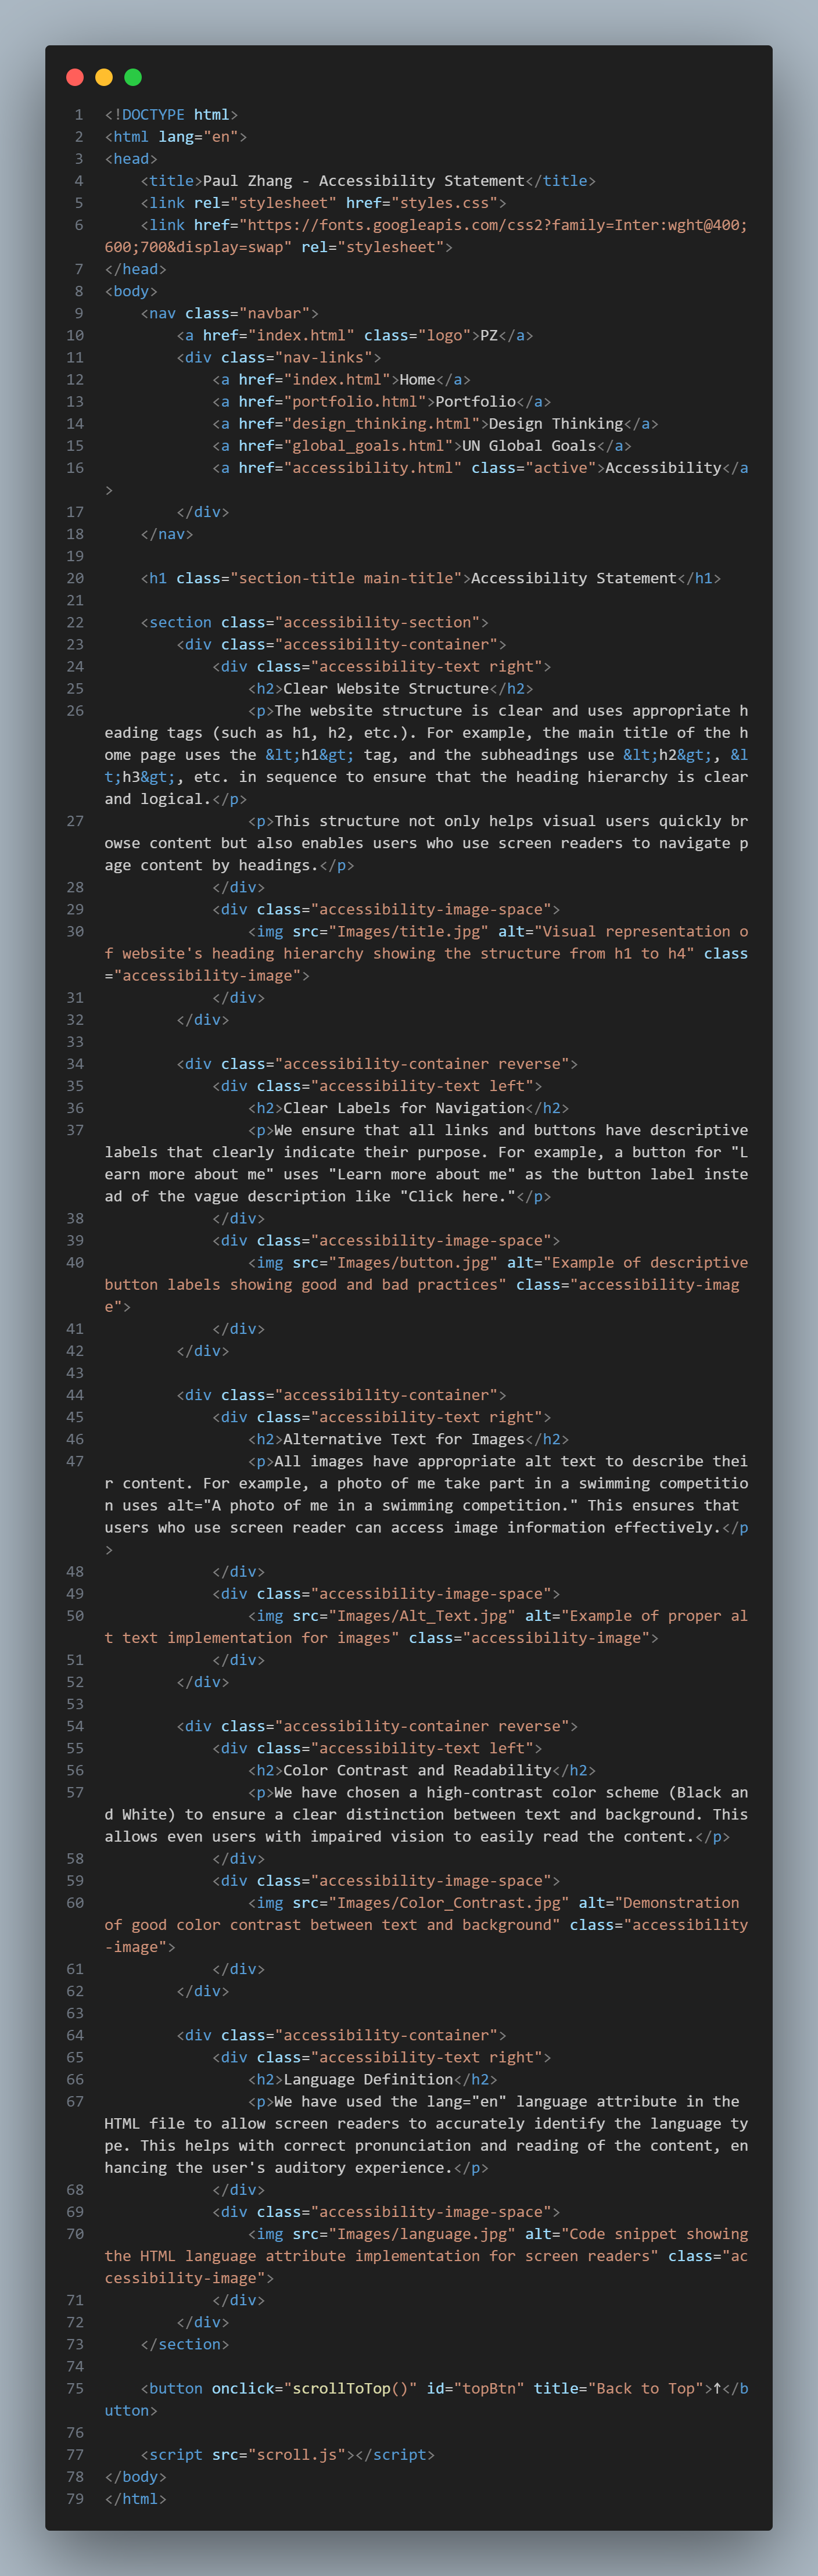 1 <!DOCTYPE html>
2 <html lang="en">
3 <head>
4     <title>Paul Zhang - Accessibility Statement</title>
5     <link rel="stylesheet" href="styles.css">
6     <link href="https://fonts.googleapis.com/css2?family=Inter:wght@400;
600;700&display=swap" rel="stylesheet">
7 </head>
8 <body>
9     <nav class="navbar">
10         <a href="index.html" class="logo">PZ</a>
11         <div class="nav-links">
12             <a href="index.html">Home</a>
13             <a href="portfolio.html">Portfolio</a>
14             <a href="design_thinking.html">Design Thinking</a>
15             <a href="global_goals.html">UN Global Goals</a>
16             <a href="accessibility.html" class="active">Accessibility</a
>
17         </div>
18     </nav>
19
20     <h1 class="section-title main-title">Accessibility Statement</h1>
21
22     <section class="accessibility-section">
23         <div class="accessibility-container">
24             <div class="accessibility-text right">
25                 <h2>Clear Website Structure</h2>
26                 <p>The website structure is clear and uses appropriate h
eading tags (such as h1, h2, etc.). For example, the main title of the h
ome page uses the &lt;h1&gt; tag, and the subheadings use &lt;h2&gt;, &l
t;h3&gt;, etc. in sequence to ensure that the heading hierarchy is clear
and logical.</p>
27                 <p>This structure not only helps visual users quickly br
owse content but also enables users who use screen readers to navigate p
age content by headings.</p>
28             </div>
29             <div class="accessibility-image-space">
30                 <img src="Images/title.jpg" alt="Visual representation o
f website's heading hierarchy showing the structure from h1 to h4" class
="accessibility-image">
31             </div>
32         </div>
33
34         <div class="accessibility-container reverse">
35             <div class="accessibility-text left">
36                 <h2>Clear Labels for Navigation</h2>
37                 <p>We ensure that all links and buttons have descriptive
labels that clearly indicate their purpose. For example, a button for "L
earn more about me" uses "Learn more about me" as the button label inste
ad of the vague description like "Click here."</p>
38             </div>
39             <div class="accessibility-image-space">
40                 <img src="Images/button.jpg" alt="Example of descriptive
button labels showing good and bad practices" class="accessibility-imag
e">
41             </div>
42         </div>
43
44         <div class="accessibility-container">
45             <div class="accessibility-text right">
46                 <h2>Alternative Text for Images</h2>
47                 <p>All images have appropriate alt text to describe thei
r content. For example, a photo of me take part in a swimming competitio
n uses alt="A photo of me in a swimming competition." This ensures that
users who use screen reader can access image information effectively.</p
>
48             </div>
49             <div class="accessibility-image-space">
50                 <img src="Images/Alt_Text.jpg" alt="Example of proper al
t text implementation for images" class="accessibility-image">
51             </div>
52         </div>
53
54         <div class="accessibility-container reverse">
55             <div class="accessibility-text left">
56                 <h2>Color Contrast and Readability</h2>
57                 <p>We have chosen a high-contrast color scheme (Black an
d White) to ensure a clear distinction between text and background. This
allows even users with impaired vision to easily read the content.</p>
58             </div>
59             <div class="accessibility-image-space">
60                 <img src="Images/Color_Contrast.jpg" alt="Demonstration
of good color contrast between text and background" class="accessibility
-image">
61             </div>
62         </div>
63
64         <div class="accessibility-container">
65             <div class="accessibility-text right">
66                 <h2>Language Definition</h2>
67                 <p>We have used the lang="en" language attribute in the
HTML file to allow screen readers to accurately identify the language ty
pe. This helps with correct pronunciation and reading of the content, en
hancing the user's auditory experience.</p>
68             </div>
69             <div class="accessibility-image-space">
70                 <img src="Images/language.jpg" alt="Code snippet showing
the HTML language attribute implementation for screen readers" class="ac
cessibility-image">
71             </div>
72         </div>
73     </section>
74
75     <button onclick="scrollToTop()" id="topBtn" title="Back to Top">↑</b
utton>
76
77     <script src="scroll.js"></script>
78 </body>
79 </html>